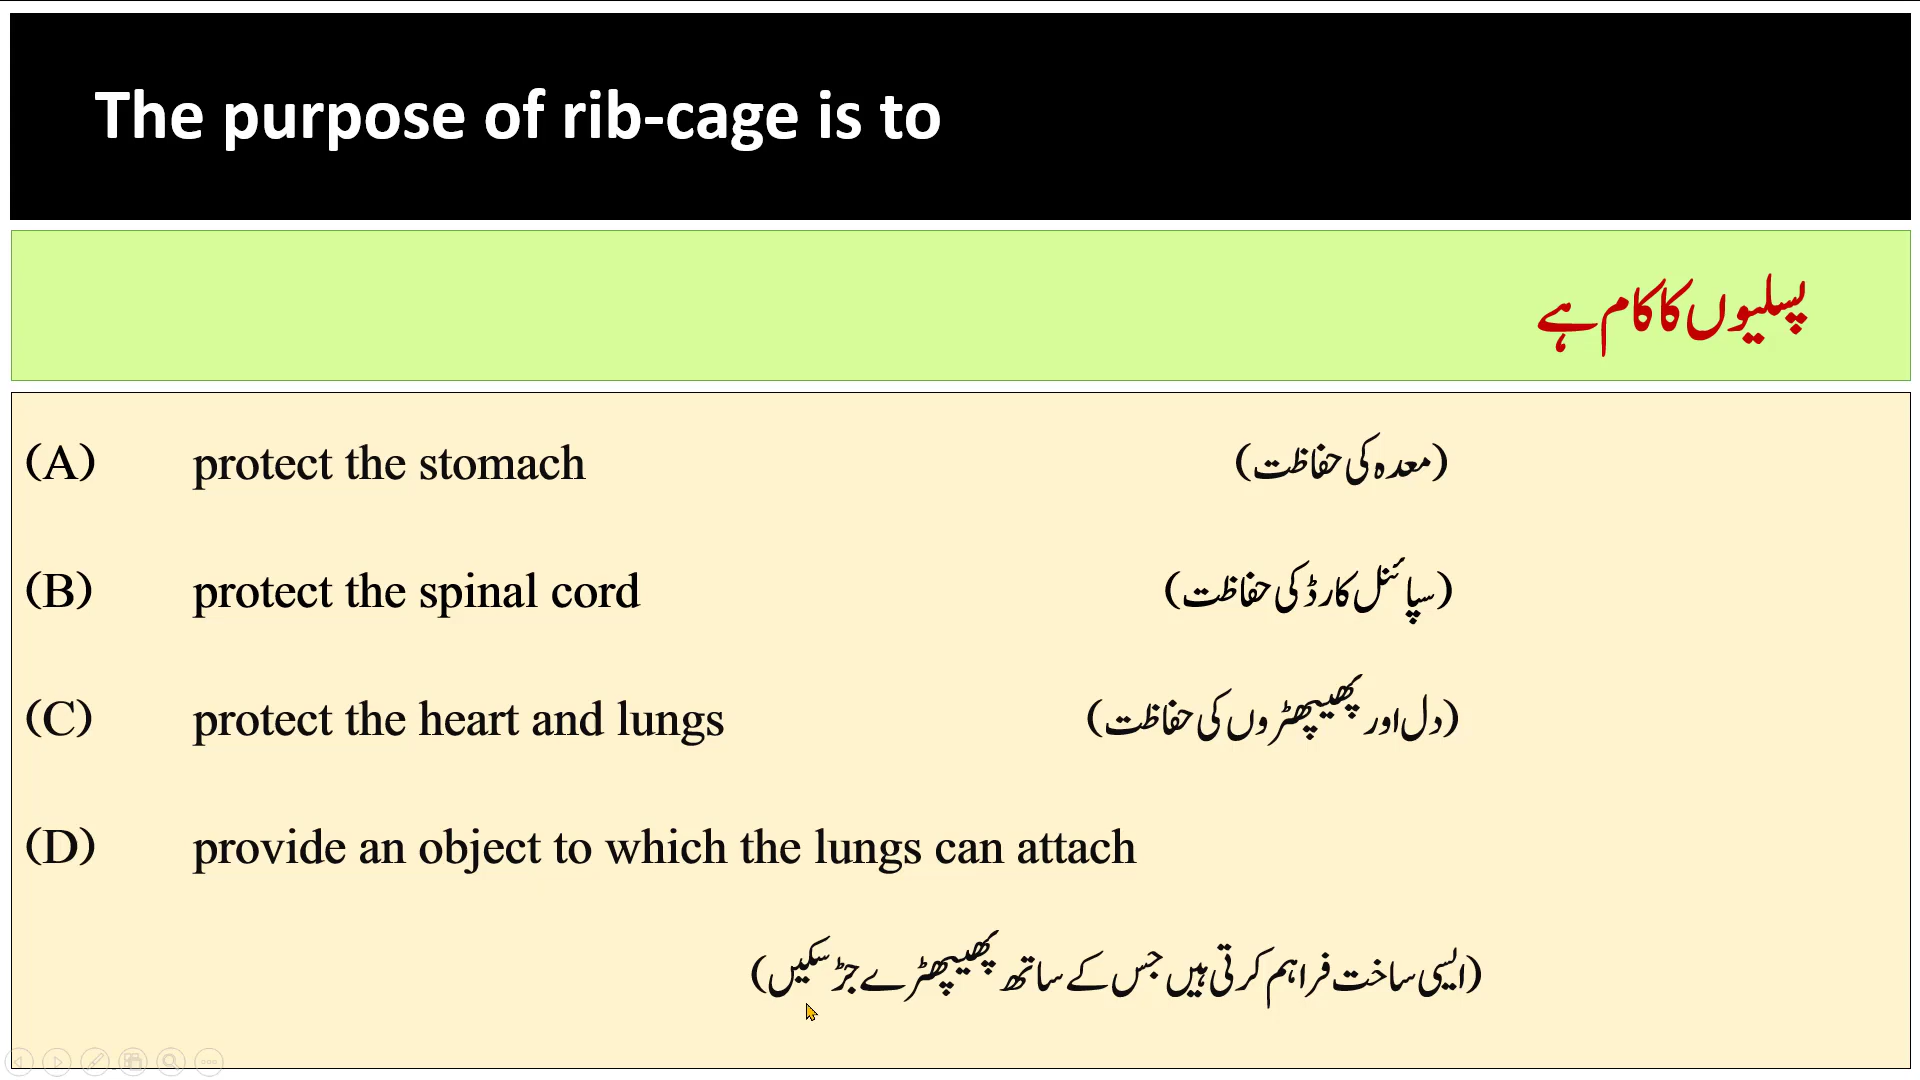 The purpose of rib-cage is to
پسلیوں کا کام ہے
(A) protect the stomach (معدہ کی حفاظت)
(B) protect the spinal cord (سپائنل کارڈ کی حفاظت)
(C) protect the heart and lungs (دل اور پھیپھڑوں کی حفاظت)
(D) provide an object to which the lungs can attach
(ایسی ساخت فراہم کرتی ہیں جس کے ساتھ پھیپھڑے جڑ سکیں)